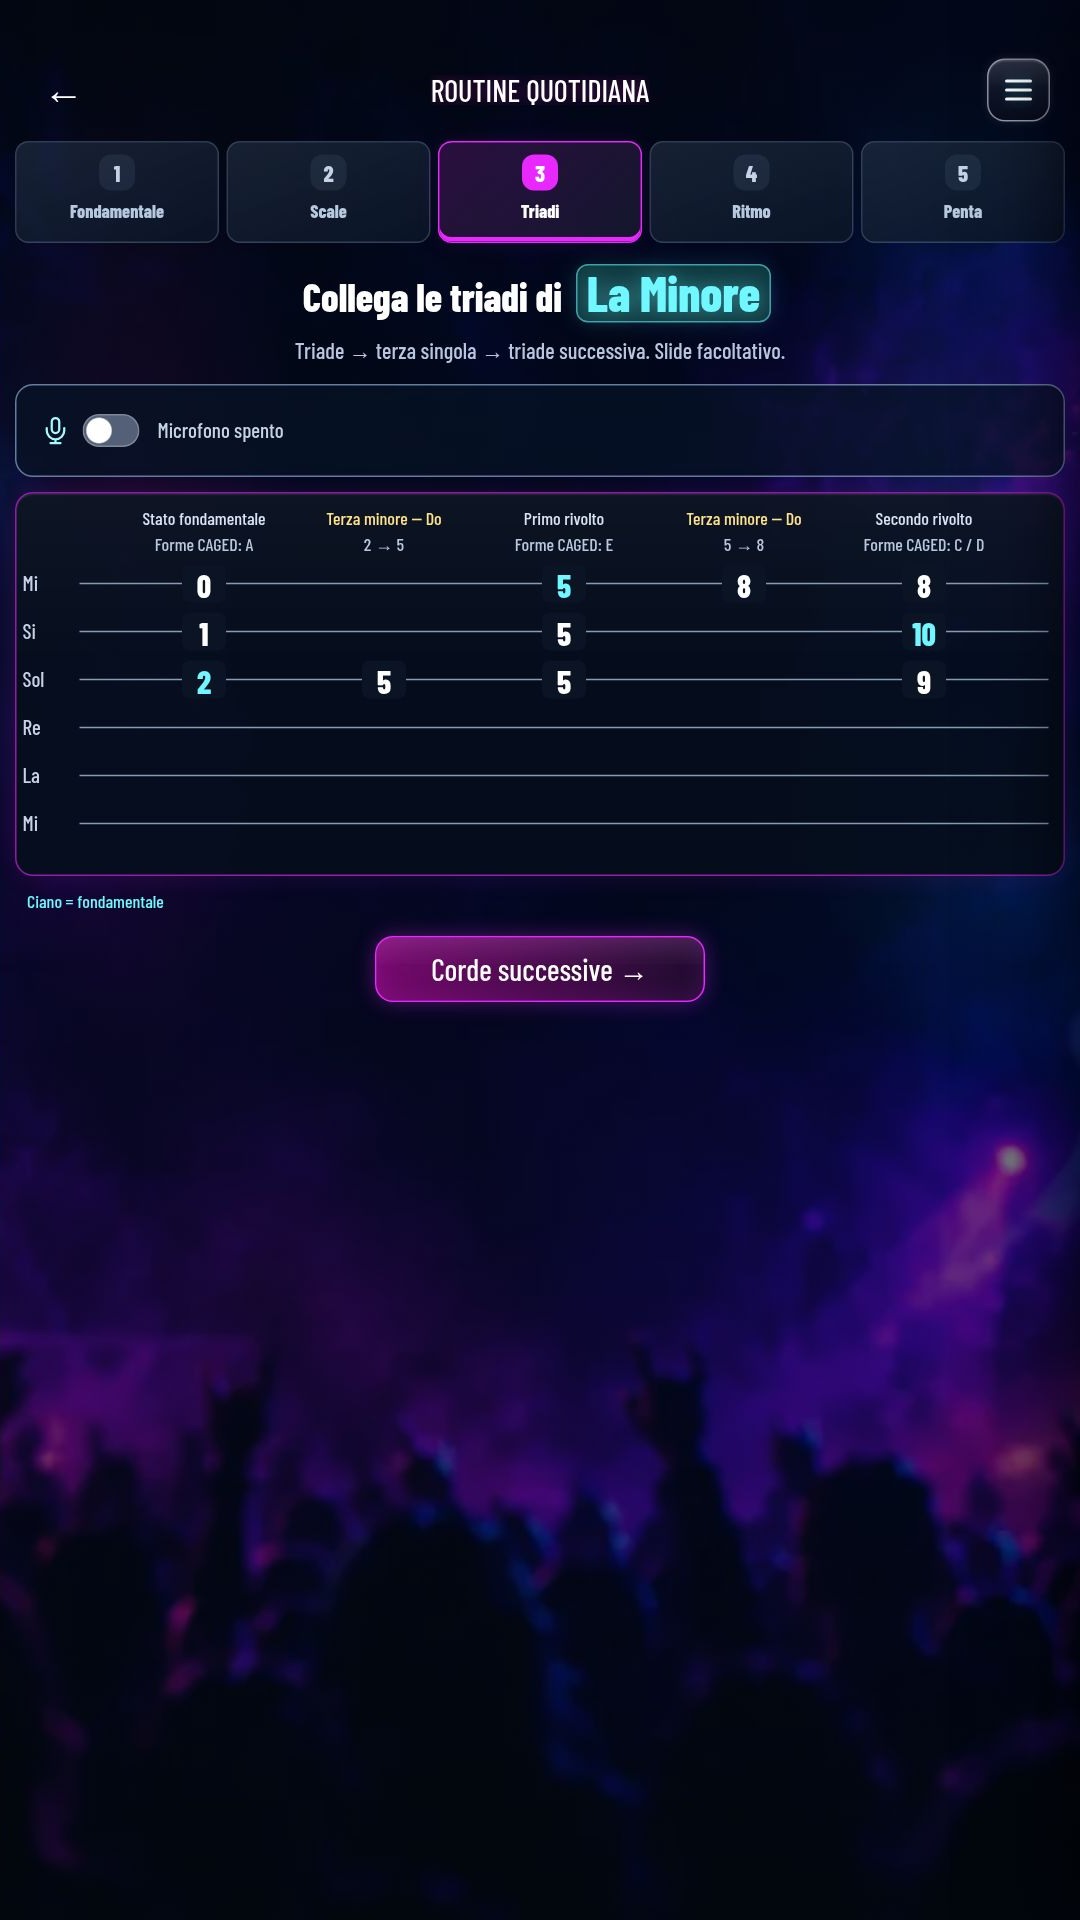 ←
ROUTINE QUOTIDIANA
1
Fondamentale
2
Scale
3
Triadi
4
Ritmo
5
Penta
Collega le triadi di La Minore
Triade → terza singola → triade successiva. Slide facoltativo.
Microfono spento
Stato fondamentale Terza minore – Do Primo rivolto Terza minore – Do Secondo rivolto
Forme CAGED: A 2 → 5 Forme CAGED: E 5 → 8 Forme CAGED: C / D
Mi 0 5 8 8
Si 1 5 10
Sol 2 5 5 9
Re
La
Mi
Ciano = fondamentale
Corde successive →